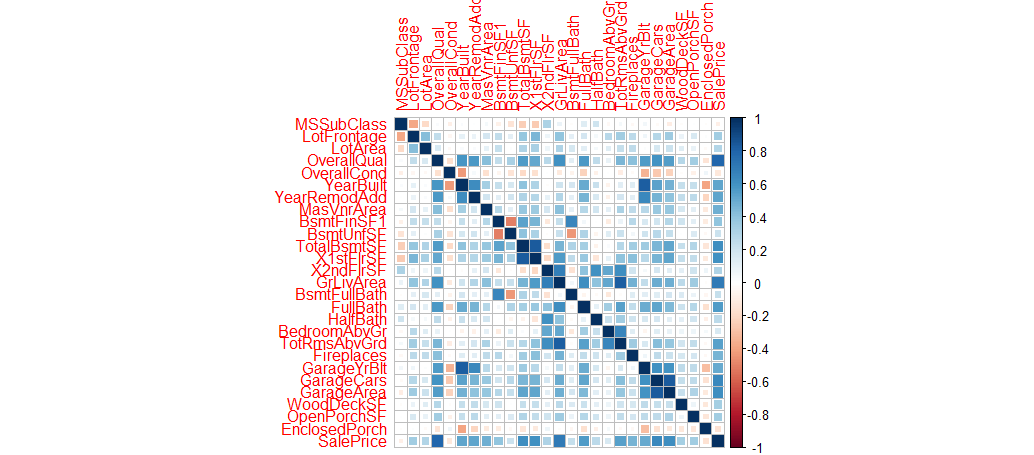 MSSubClass
LotFrontage
LotArea
OverallQual
OverallCond
YearBuilt
YearRemodAdd
MasVnrArea
BsmtFinSF1
BsmtUnfSF
TotalBsmtSF
X1stFlrSF
X2ndFlrSF
GrLivArea
BsmtFullBath
FullBath
HalfBath
BedroomAbvGr
TotRmsAbvGrd
Fireplaces
GarageYrBlt
GarageCars
GarageArea
WoodDeckSF
OpenPorchSF
EnclosedPorch
SalePrice
MSSubClass
LotFrontage
LotArea
OverallQual
OverallCond
YearBuilt
YearRemodAdd
MasVnrArea
BsmtFinSF1
BsmtUnfSF
TotalBsmtSF
X1stFlrSF
X2ndFlrSF
GrLivArea
BsmtFullBath
FullBath
HalfBath
BedroomAbvGr
TotRmsAbvGrd
Fireplaces
GarageYrBlt
GarageCars
GarageArea
WoodDeckSF
OpenPorchSF
EnclosedPorch
SalePrice
1
0.8
0.6
0.4
0.2
0
-0.2
-0.4
-0.6
-0.8
-1